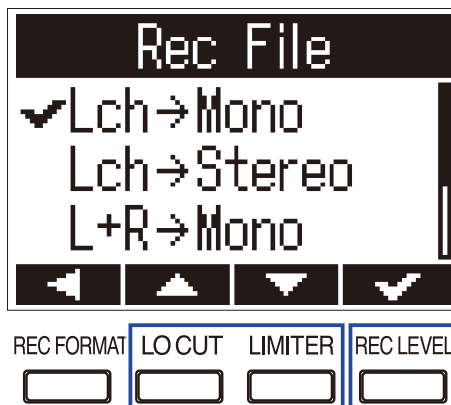 Rec File
✔Lch→Mono
Lch→Stereo
L+R→Mono
REC FORMAT LO CUT LIMITER REC LEVEL